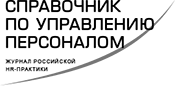 СПРАВОЧНИК
ПО УПРАВЛЕНИЮ
ПЕРСОНАЛОМ
ЖУРНАЛ РОССИЙСКОЙ
HR-ПРАКТИКИ